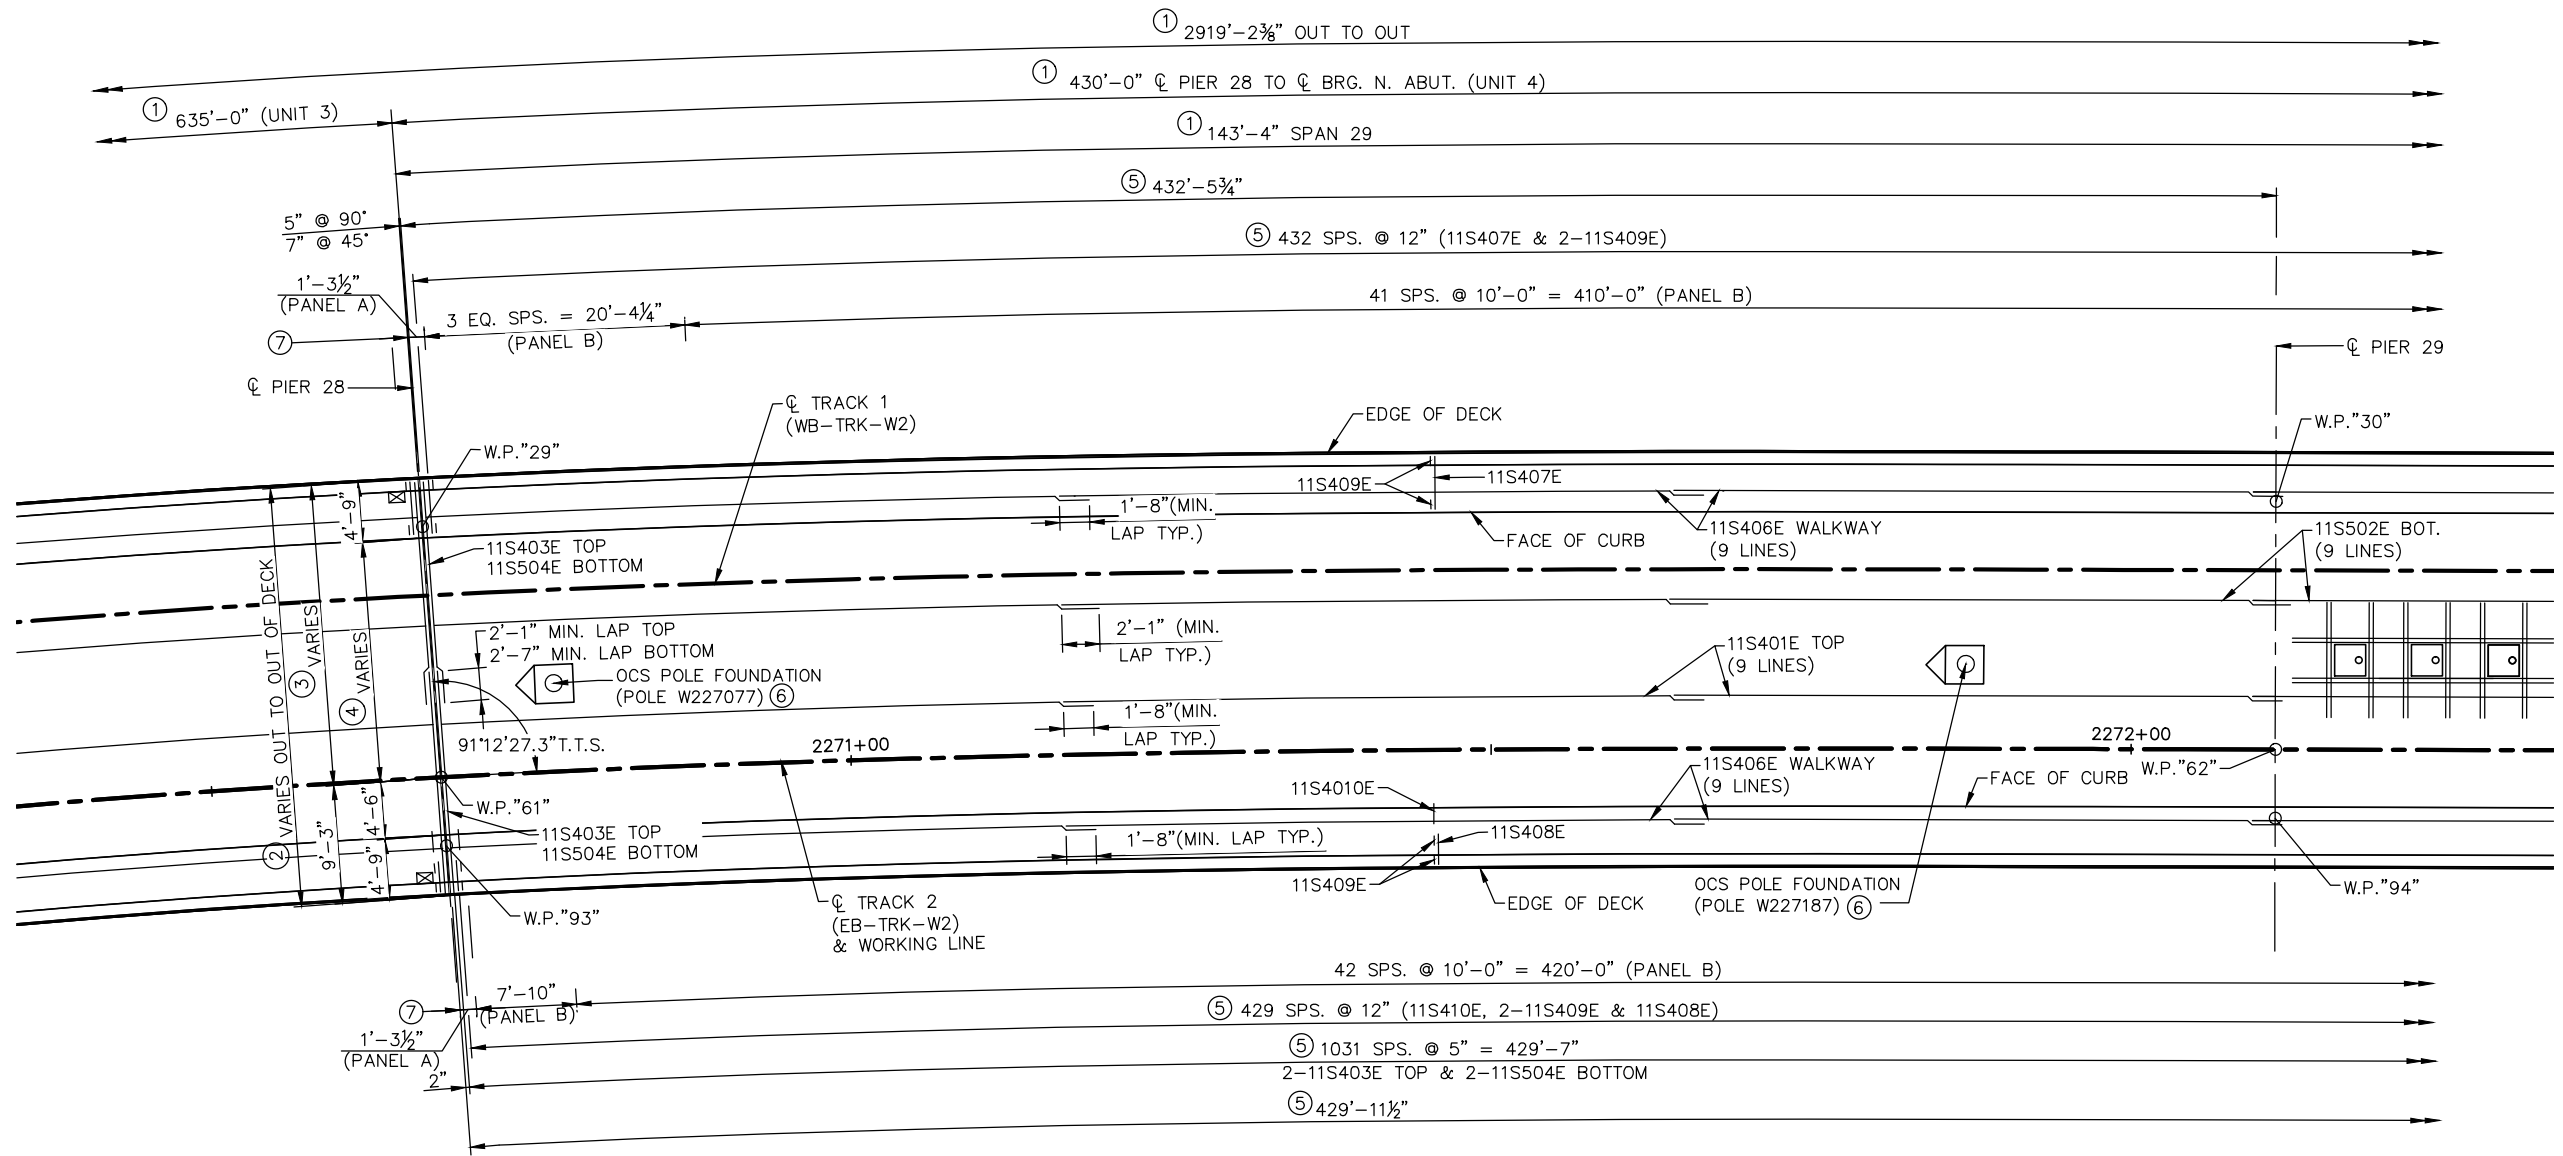 ① 2919'-2⅜" OUT TO OUT
① 430'-0" ℄ PIER 28 TO ℄ BRG. N. ABUT. (UNIT 4)
① 635'-0" (UNIT 3)
① 143'-4" SPAN 29
⑤ 432'-5¾"
5" @ 90°
7" @ 45°
⑤ 432 SPS. @ 12" (11S407E & 2-11S409E)
1'-3½"
(PANEL A)
41 SPS. @ 10'-0" = 410'-0" (PANEL B)
3 EQ. SPS. = 20'-4¼"
(PANEL B)
⑦
℄ PIER 29
℄ PIER 28
℄ TRACK 1
(WB-TRK-W2)
EDGE OF DECK
W.P."30"
W.P."29"
11S409E
11S407E
4'-9"
1'-8"(MIN.
LAP TYP.)
11S406E WALKWAY
(9 LINES)
11S502E BOT.
(9 LINES)
FACE OF CURB
11S403E TOP
11S504E BOTTOM
② VARIES OUT TO OUT OF DECK
③ VARIES
④ VARIES
2'-1" MIN. LAP TOP
2'-7" MIN. LAP BOTTOM
2'-1" (MIN.
LAP TYP.)
11S401E TOP
(9 LINES)
OCS POLE FOUNDATION
(POLE W227077) ⑥
1'-8"(MIN.
LAP TYP.)
91°12'27.3"T.T.S.
2271+00
2272+00
W.P."62"
11S406E WALKWAY
(9 LINES)
FACE OF CURB
11S4010E
W.P."61"
4'-6"
9'-3"
4'-9"
11S403E TOP
11S504E BOTTOM
1'-8"(MIN. LAP TYP.)
11S408E
11S409E
OCS POLE FOUNDATION
(POLE W227187) ⑥
W.P."94"
EDGE OF DECK
℄ TRACK 2
(EB-TRK-W2)
& WORKING LINE
W.P."93"
42 SPS. @ 10'-0" = 420'-0" (PANEL B)
7'-10"
(PANEL B)
⑦
⑤ 429 SPS. @ 12" (11S410E, 2-11S409E & 11S408E)
1'-3½"
(PANEL A)
⑤ 1031 SPS. @ 5" = 429'-7"
2-11S403E TOP & 2-11S504E BOTTOM
2"
⑤ 429'-11½"